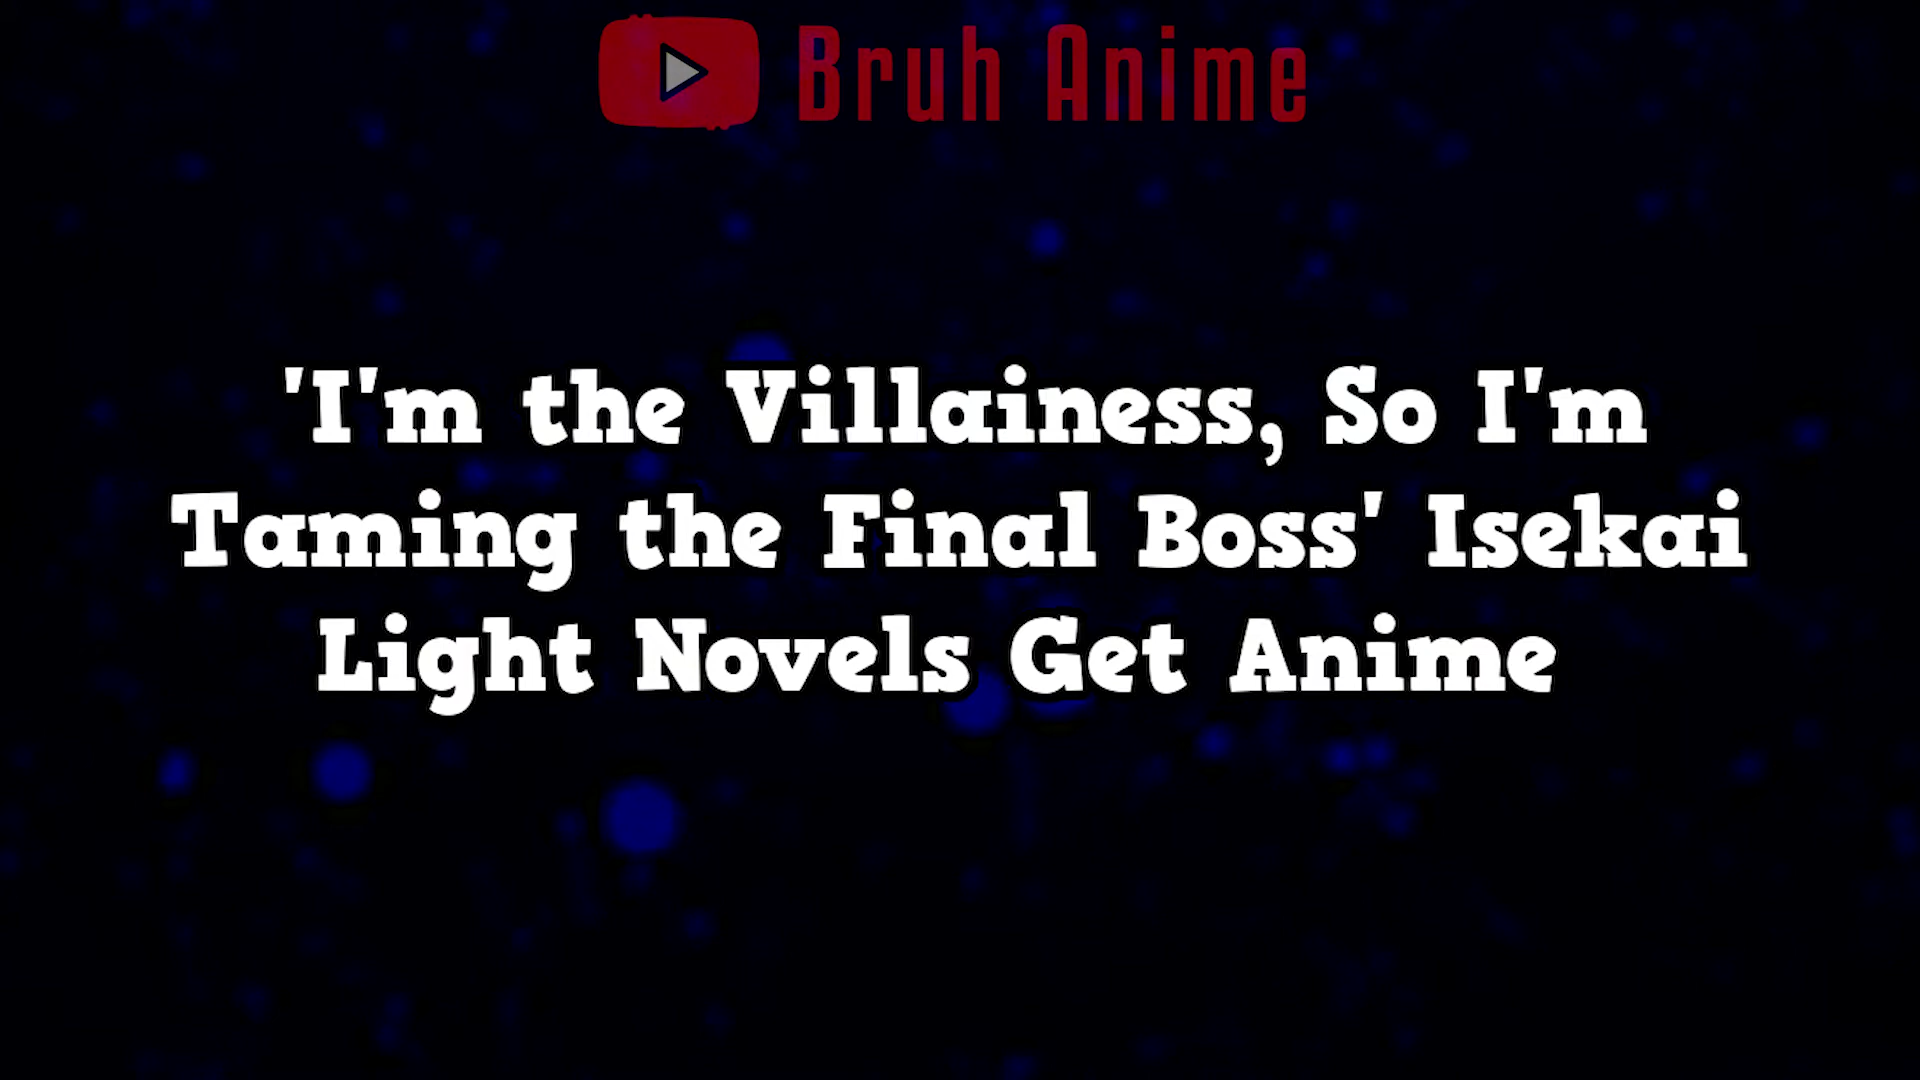 Bruh Anime
'I'm the Villainess, So I'm
Taming the Final Boss' Isekai
Light Novels Get Anime